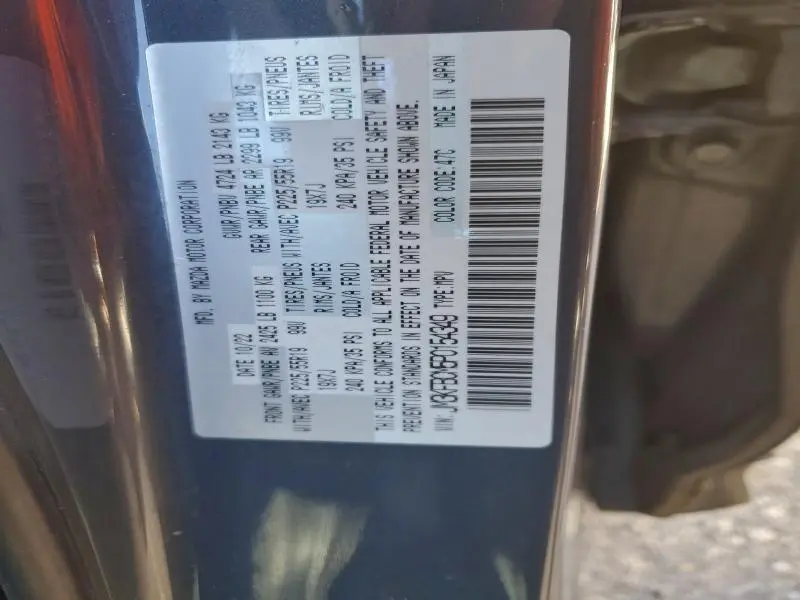 MFD. BY MAZDA MOTOR CORPORATION
DATE 10/22 GVWR/PNBV 4724 LB 2143 KG
FRONT GAWR/PNBE AV 2425 LB 1100 KG REAR GAWR/PNBE AR 2299 LB 1043 KG
WITH/AVEC P225/55R19 99V TIRES/PNEUS WITH/AVEC P225/55R19 99V TIRES/PNEUS
19X7J RIMS/JANTES 19X7J RIMS/JANTES
240 KPA/35 PSI COLD/A FROID 240 KPA/35 PSI COLD/A FROID
THIS VEHICLE CONFORMS TO ALL APPLICABLE FEDERAL MOTOR VEHICLE SAFETY AND THEFT
PREVENTION STANDARDS IN EFFECT ON THE DATE OF MANUFACTURE SHOWN ABOVE.
VIN: JM3KFBCM5P0154349 TYPE:MPV COLOR CODE:47C MADE IN JAPAN